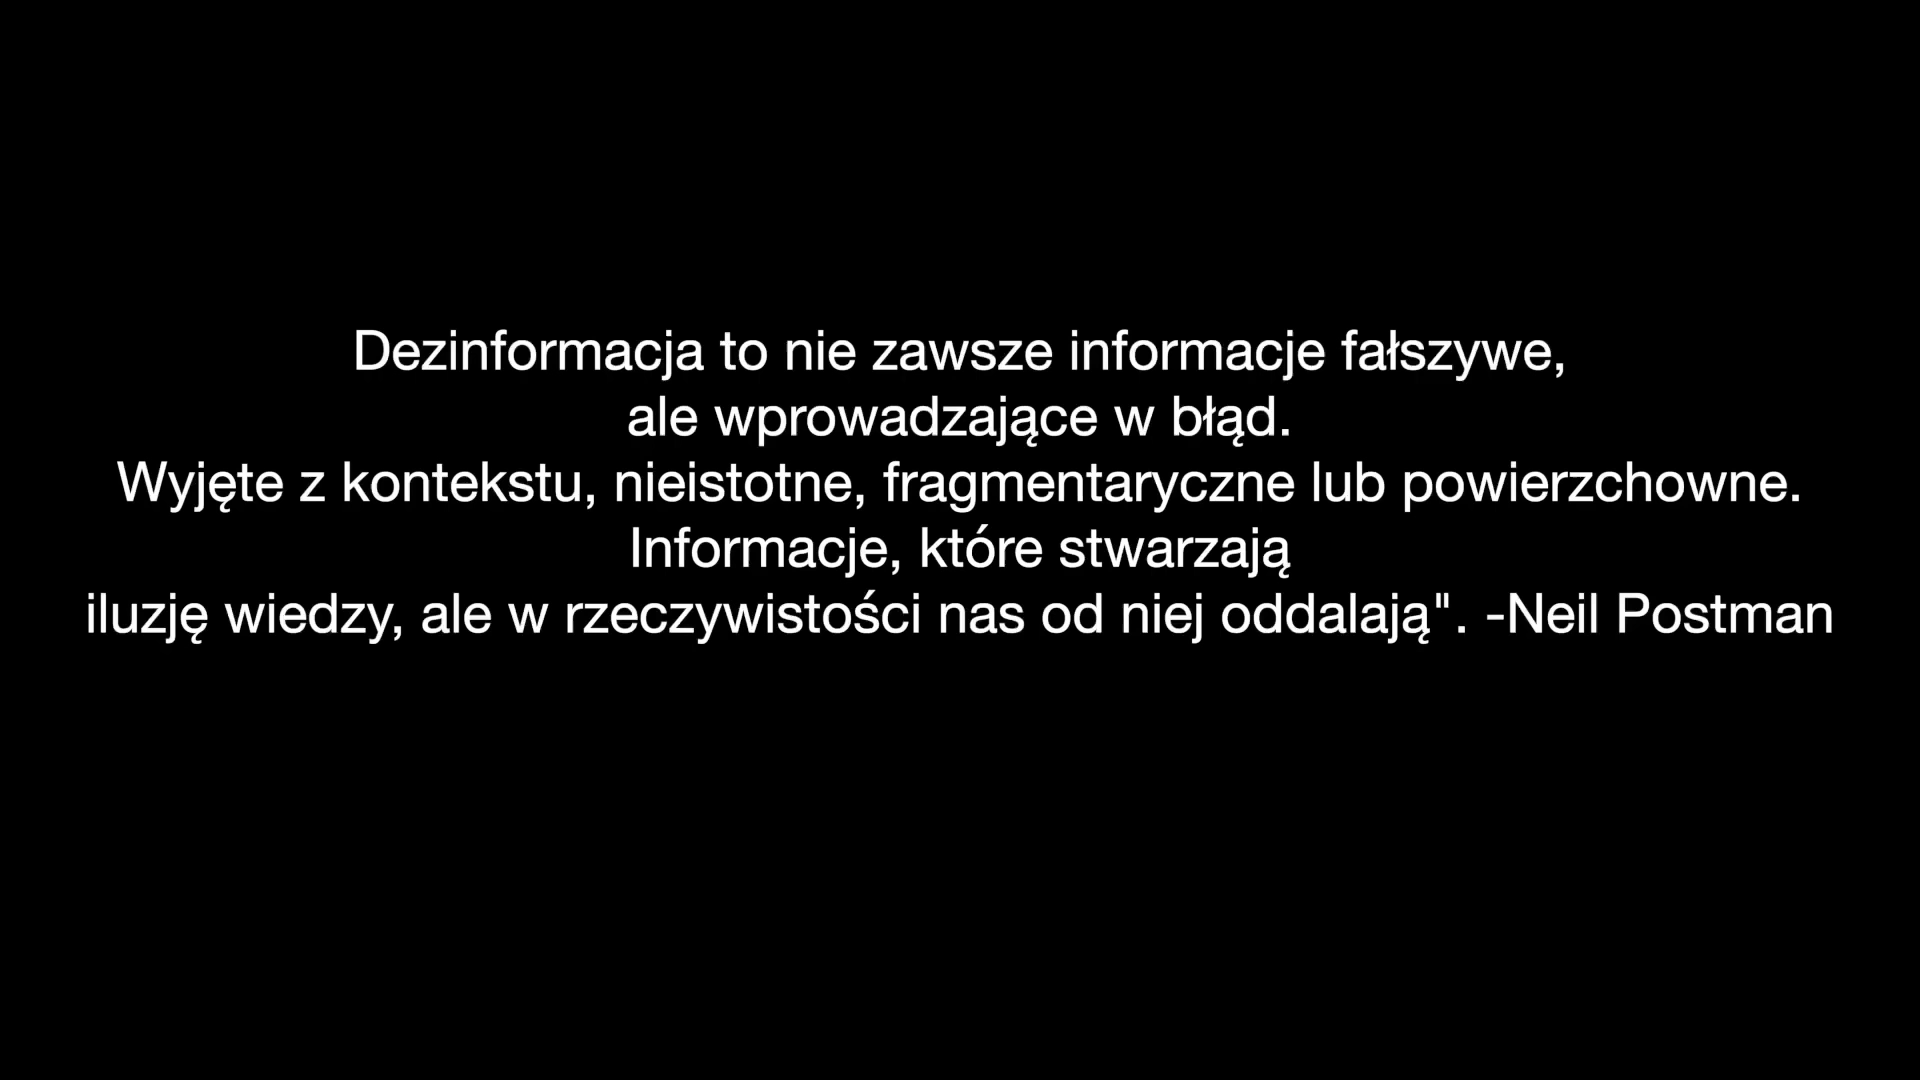 Dezinformacja to nie zawsze informacje fałszywe,
ale wprowadzające w błąd.
Wyjęte z kontekstu, nieistotne, fragmentaryczne lub powierzchowne.
Informacje, które stwarzają
iluzję wiedzy, ale w rzeczywistości nas od niej oddalają". -Neil Postman